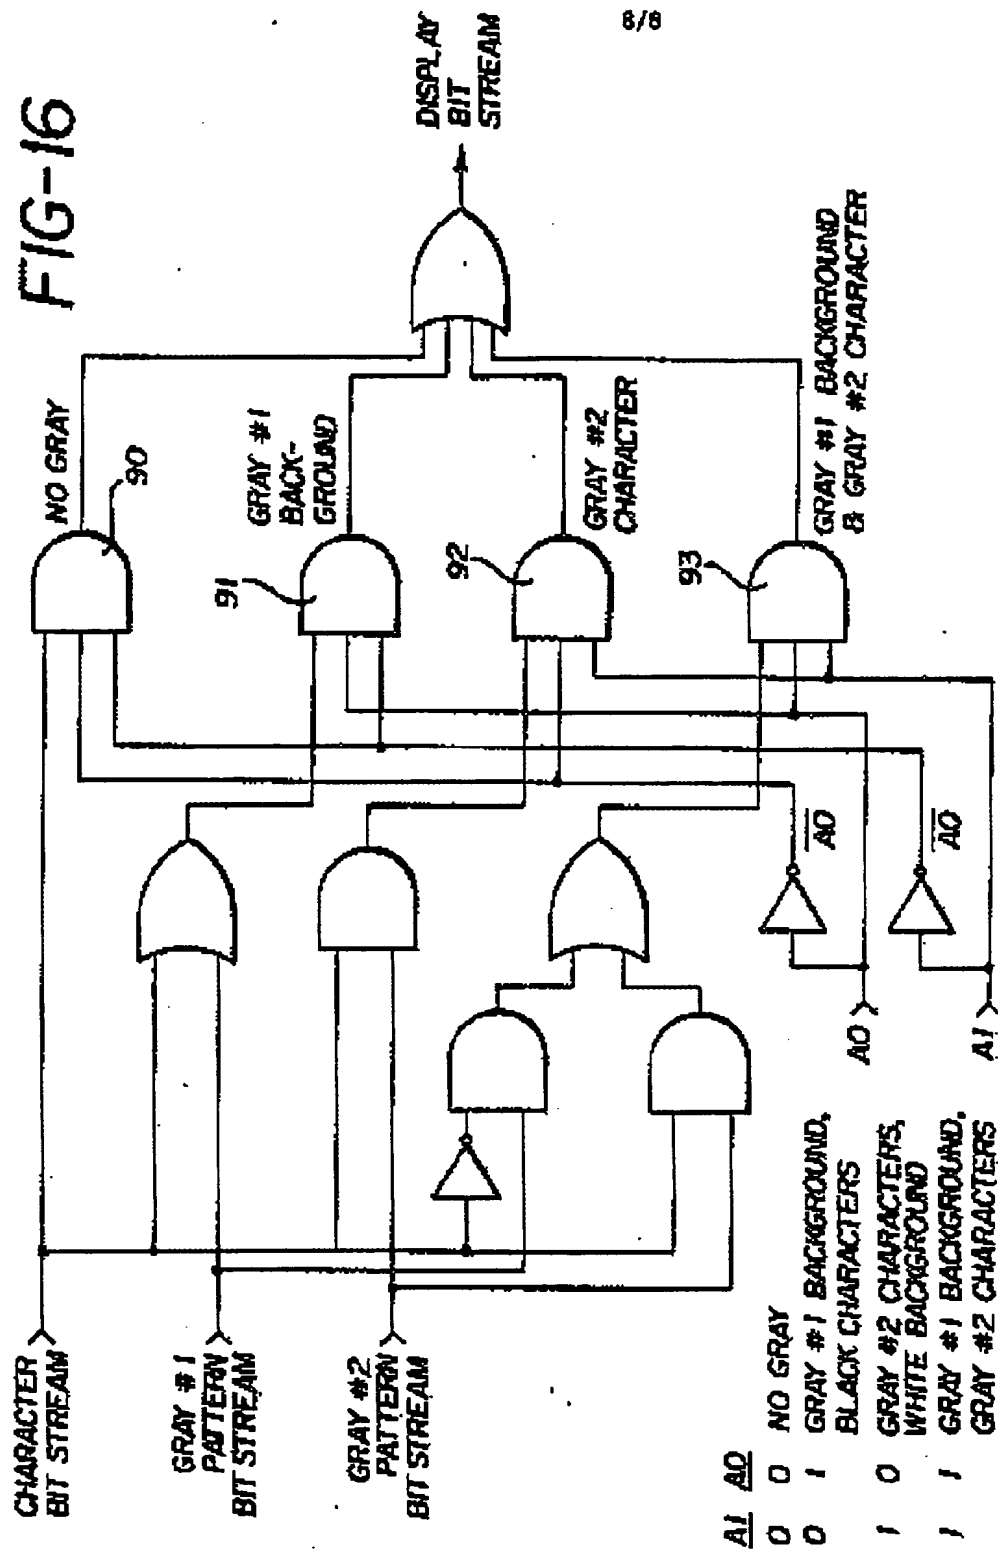 8/8
FIG-16
CHARACTER
BIT STREAM
GRAY #1
PATTERN
BIT STREAM
GRAY #2
PATTERN
BIT STREAM
NO GRAY
90
GRAY #1
BACK-
GROUND
91
92
GRAY #2
CHARACTER
93
GRAY #1 BACKGROUND
& GRAY #2 CHARACTER
DISPLAY
BIT
STREAM
A0
A0
A0
A1
A1 A0
0 0 NO GRAY
0 1 GRAY #1 BACKGROUND,
BLACK CHARACTERS
1 0 GRAY #2 CHARACTERS,
WHITE BACKGROUND
1 1 GRAY #1 BACKGROUND,
GRAY #2 CHARACTERS